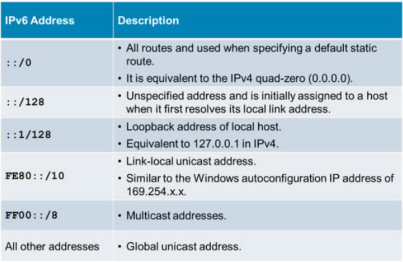 IPv6 Address Description
::/0
• All routes and used when specifying a default static
route.
• It is equivalent to the IPv4 quad-zero (0.0.0.0).
::/128
• Unspecified address and is initially assigned to a host
when it first resolves its local link address.
::1/128
• Loopback address of local host.
• Equivalent to 127.0.0.1 in IPv4.
FE80::/10
• Link-local unicast address.
• Similar to the Windows autoconfiguration IP address of
169.254.x.x.
FF00::/8
• Multicast addresses.
All other addresses
• Global unicast address.